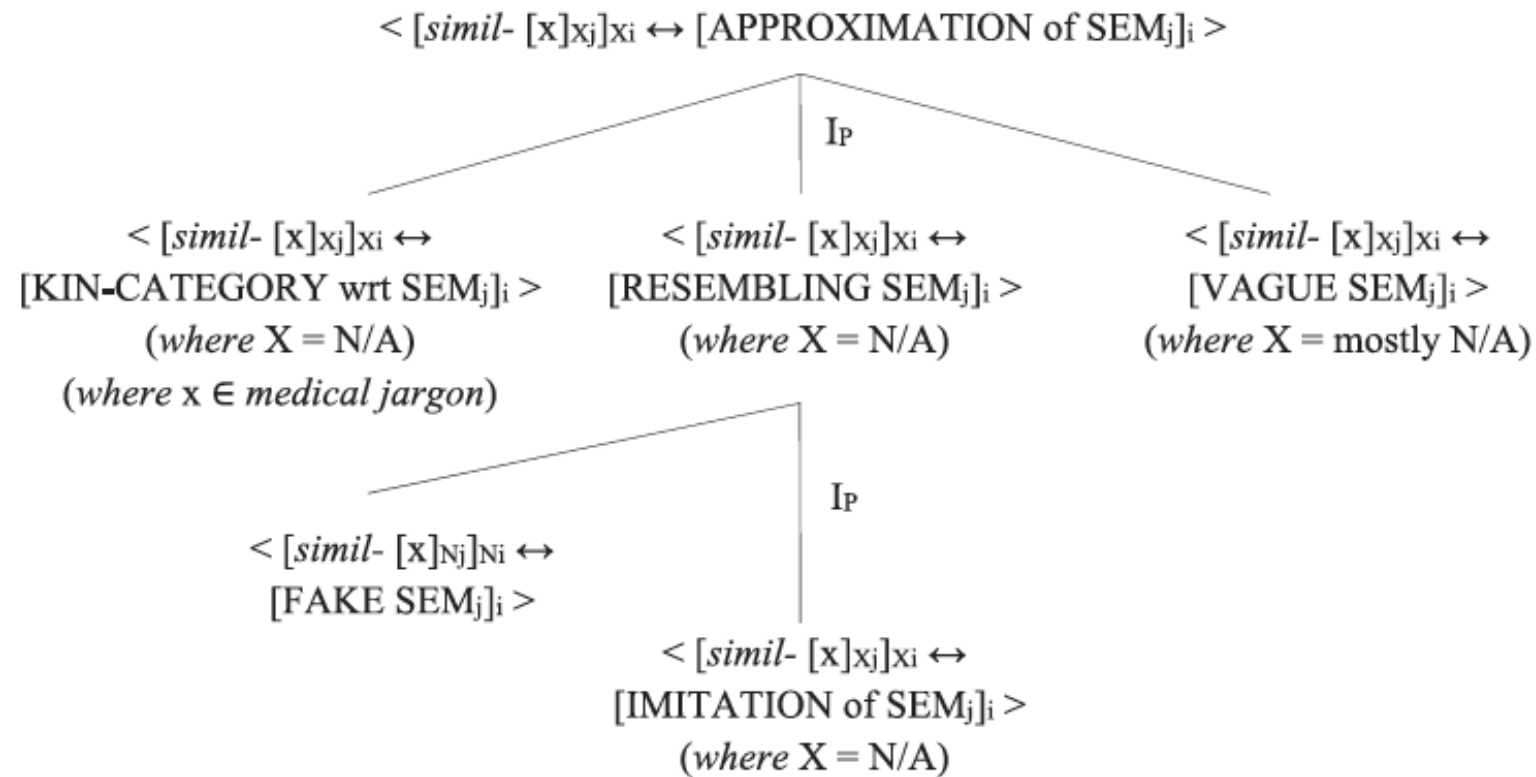 < [simil- [x]Xj]Xi ↔ [APPROXIMATION of SEMj]i >
IP
< [simil- [x]Xj]Xi ↔
[KIN-CATEGORY wrt SEMj]i >
(where X = N/A)
(where x ∈ medical jargon)
< [simil- [x]Xj]Xi ↔
[RESEMBLING SEMj]i >
(where X = N/A)
< [simil- [x]Xj]Xi ↔
[VAGUE SEMj]i >
(where X = mostly N/A)
IP
< [simil- [x]Nj]Ni ↔
[FAKE SEMj]i >
< [simil- [x]Xj]Xi ↔
[IMITATION of SEMj]i >
(where X = N/A)